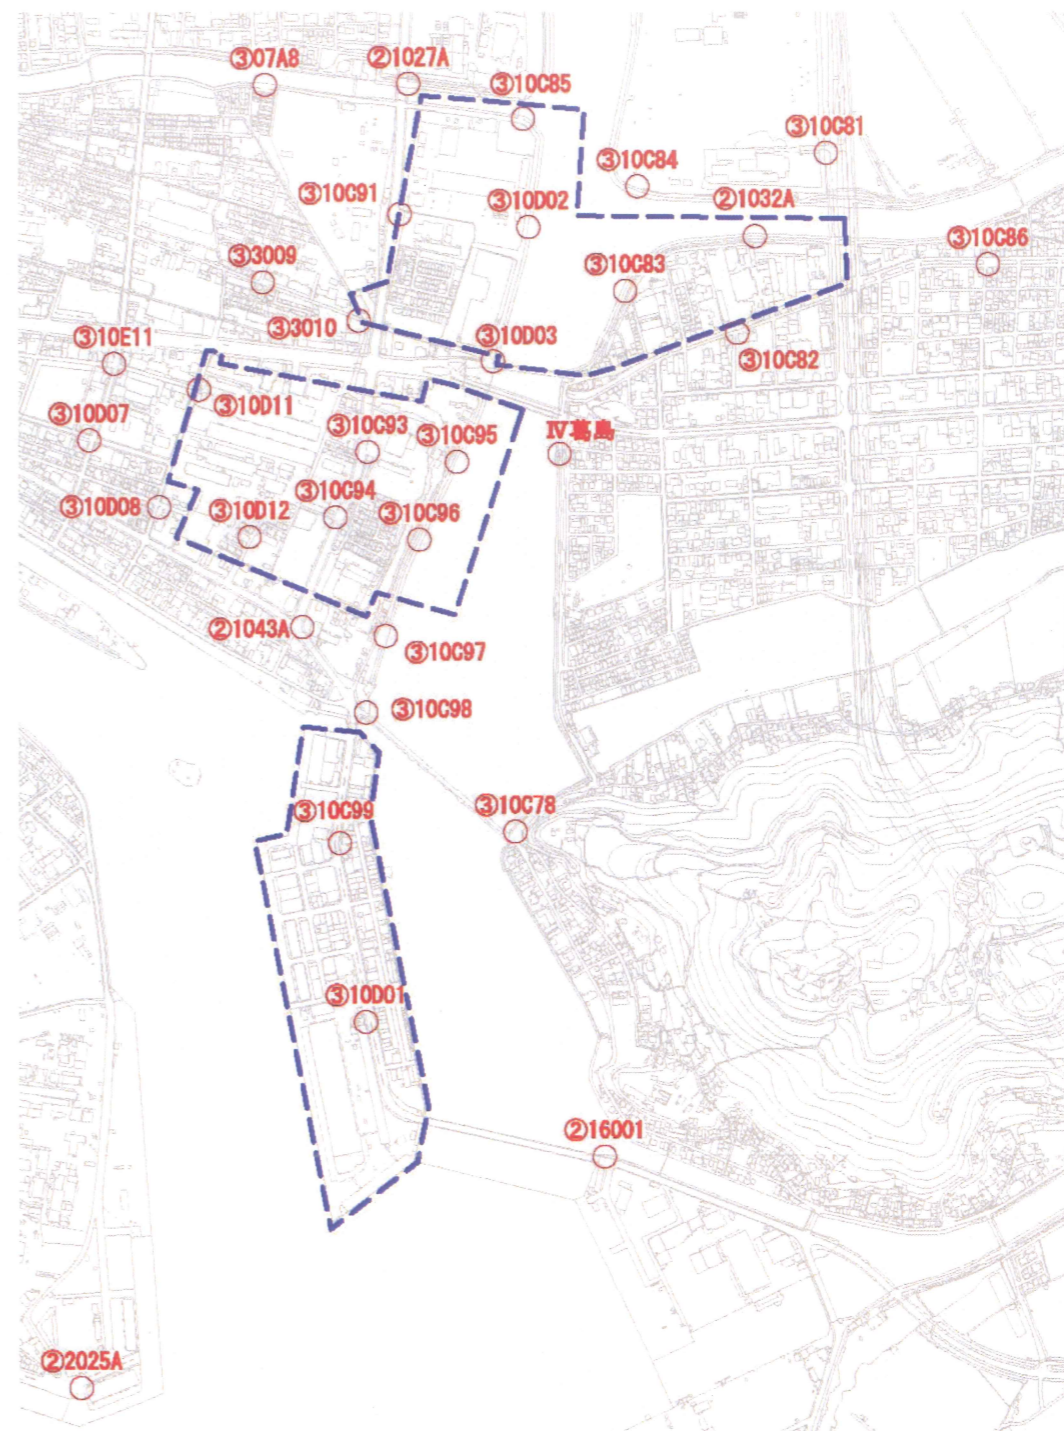 ③07A8
②1027A
③10C85
③10C81
③10C84
③10C91
③10D02
②1032A
③10C86
③3009
③10C83
③3010
③10D03
③10E11
③10C82
③10D11
③10D07
③10C93
③10C95
Ⅳ葛島
③10C94
③10D08
③10D12
③10C96
②1043A
③10C97
③10C98
③10C99
③10C78
③10D01
②16001
②2025A